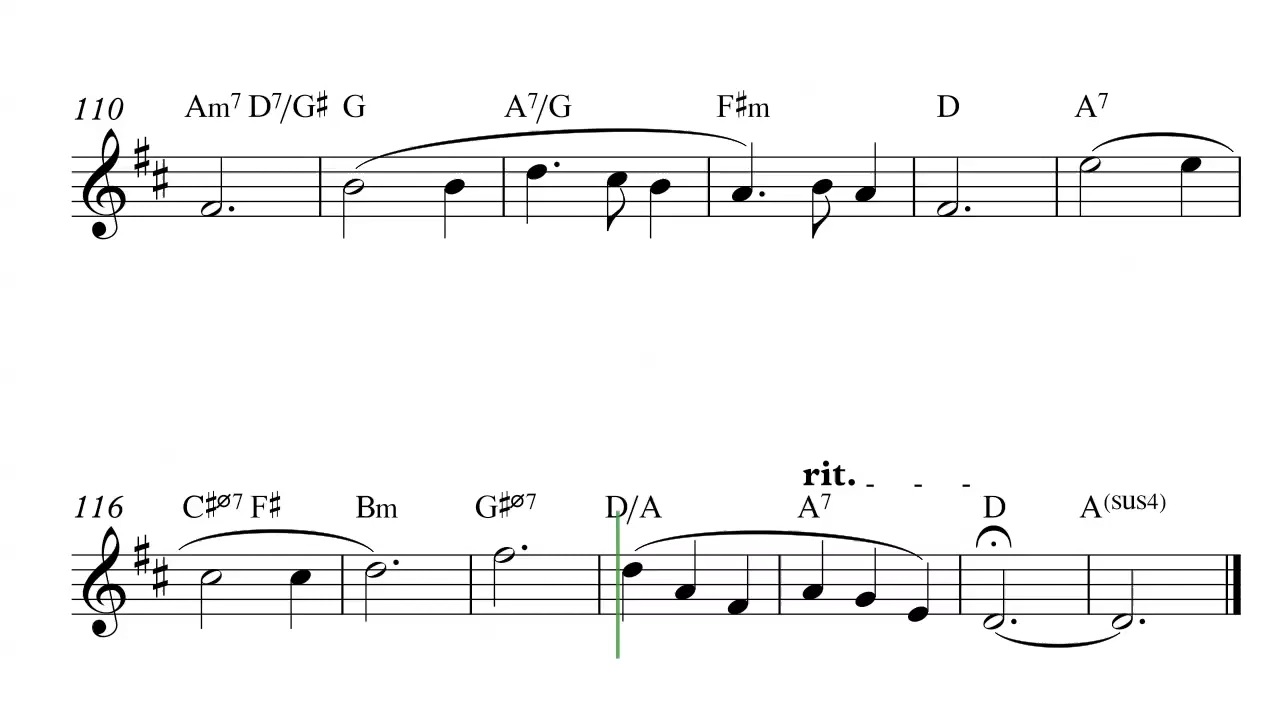 110 Am7 D7/G♯ G A7/G F♯m D A7
rit. - - -
116 C♯ø7 F♯ Bm G♯ø7 D/A A7 D A(sus4)